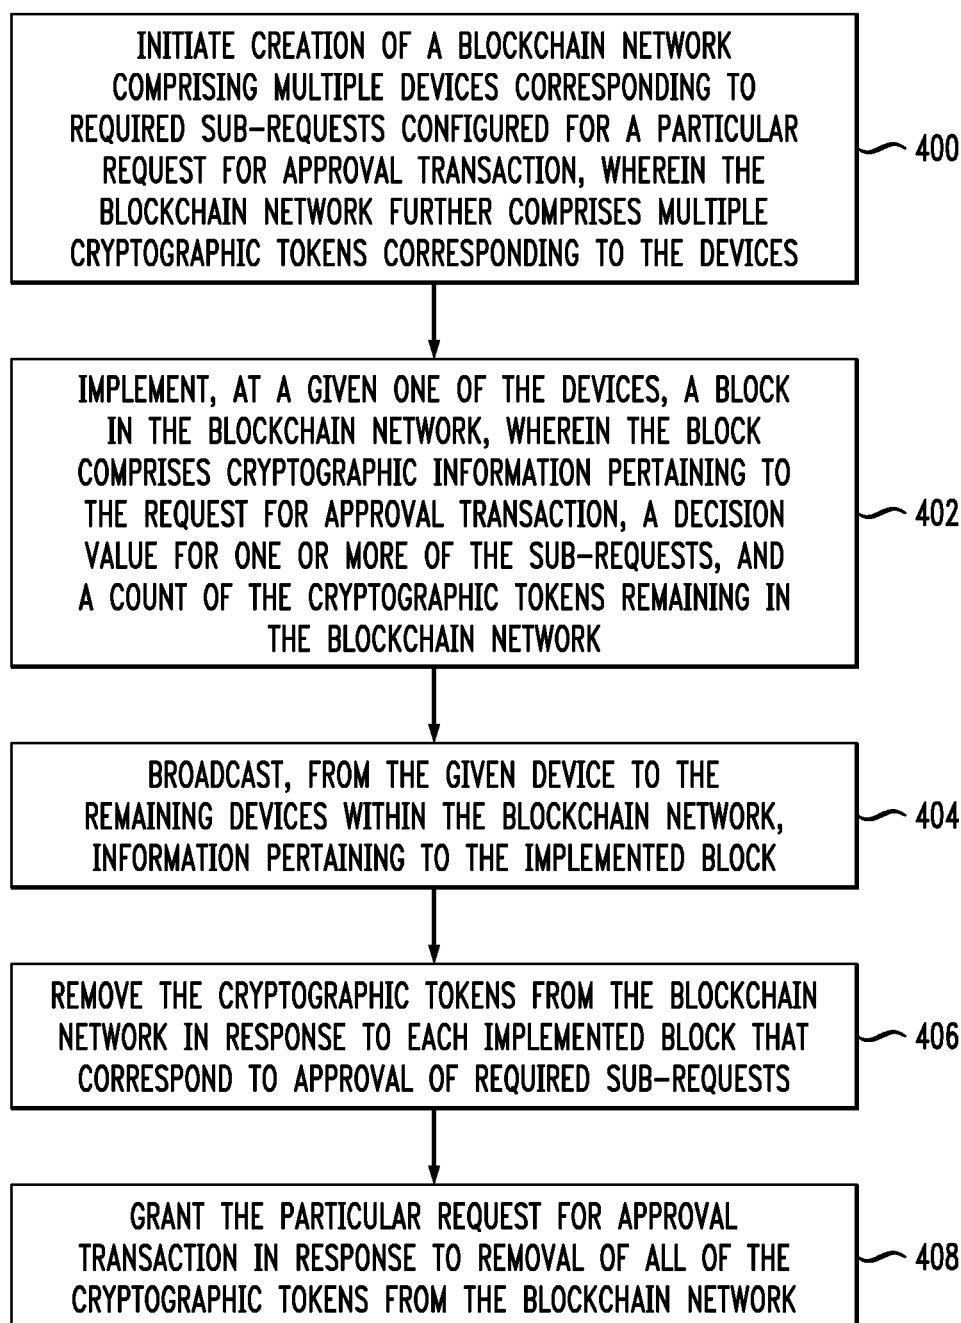 INITIATE CREATION OF A BLOCKCHAIN NETWORK
COMPRISING MULTIPLE DEVICES CORRESPONDING TO
REQUIRED SUB-REQUESTS CONFIGURED FOR A PARTICULAR
REQUEST FOR APPROVAL TRANSACTION, WHEREIN THE
BLOCKCHAIN NETWORK FURTHER COMPRISES MULTIPLE
CRYPTOGRAPHIC TOKENS CORRESPONDING TO THE DEVICES
400
IMPLEMENT, AT A GIVEN ONE OF THE DEVICES, A BLOCK
IN THE BLOCKCHAIN NETWORK, WHEREIN THE BLOCK
COMPRISES CRYPTOGRAPHIC INFORMATION PERTAINING TO
THE REQUEST FOR APPROVAL TRANSACTION, A DECISION
VALUE FOR ONE OR MORE OF THE SUB-REQUESTS, AND
A COUNT OF THE CRYPTOGRAPHIC TOKENS REMAINING IN
THE BLOCKCHAIN NETWORK
402
BROADCAST, FROM THE GIVEN DEVICE TO THE
REMAINING DEVICES WITHIN THE BLOCKCHAIN NETWORK,
INFORMATION PERTAINING TO THE IMPLEMENTED BLOCK
404
REMOVE THE CRYPTOGRAPHIC TOKENS FROM THE BLOCKCHAIN
NETWORK IN RESPONSE TO EACH IMPLEMENTED BLOCK THAT
CORRESPOND TO APPROVAL OF REQUIRED SUB-REQUESTS
406
GRANT THE PARTICULAR REQUEST FOR APPROVAL
TRANSACTION IN RESPONSE TO REMOVAL OF ALL OF THE
CRYPTOGRAPHIC TOKENS FROM THE BLOCKCHAIN NETWORK
408